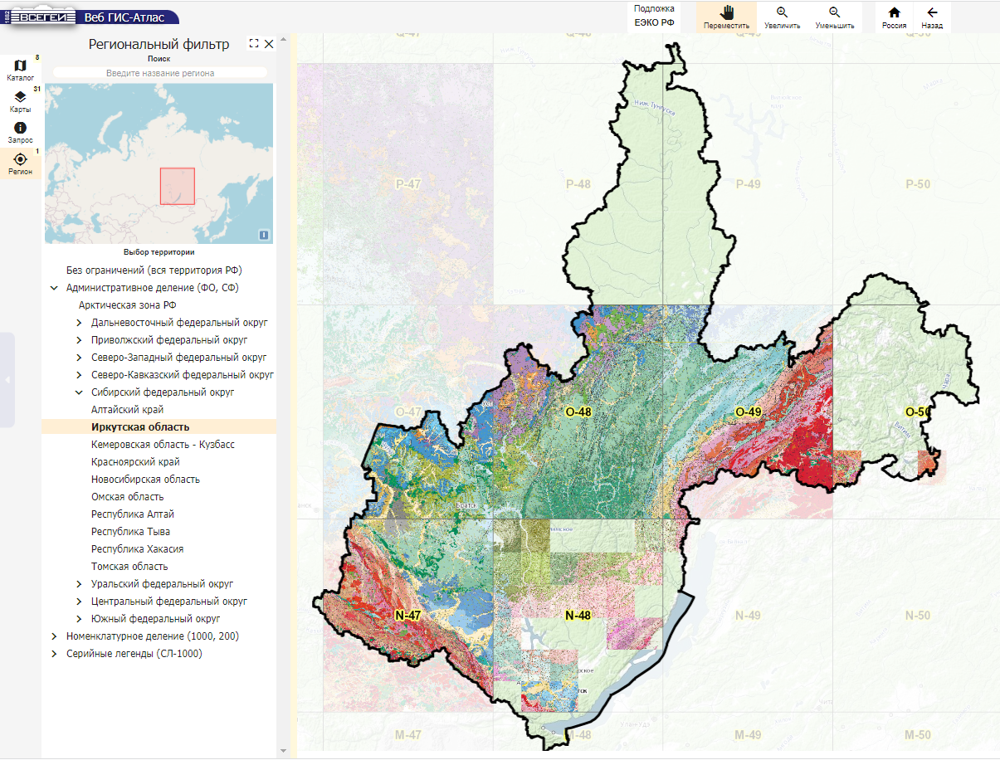 1882
ВСЕГЕИ
Веб ГИС-Атлас
Подложка
ЕЭКО РФ
Переместить
Увеличить
Уменьшить
Россия
Назад
8
Каталог
31
Карты
Запрос
1
Регион
Региональный фильтр
Поиск
Введите название региона
Выбор территории
Без ограничений (вся территория РФ)
Административное деление (ФО, СФ)
Арктическая зона РФ
Дальневосточный федеральный округ
Приволжский федеральный округ
Северо-Западный федеральный округ
Северо-Кавказский федеральный округ
Сибирский федеральный округ
Алтайский край
Иркутская область
Кемеровская область - Кузбасс
Красноярский край
Новосибирская область
Омская область
Республика Алтай
Республика Тыва
Республика Хакасия
Томская область
Уральский федеральный округ
Центральный федеральный округ
Южный федеральный округ
Номенклатурное деление (1000, 200)
Серийные легенды (СЛ-1000)
Q-47
Q-48
Q-49
Q-50
Ниж. Тунгуска
P-47
P-48
P-49
P-50
Чара
O-47
O-48
O-49
O-50
Витим
Братск
N-47
N-48
N-49
N-50
Улан-Удэ
M-47
M-48
M-49
M-50